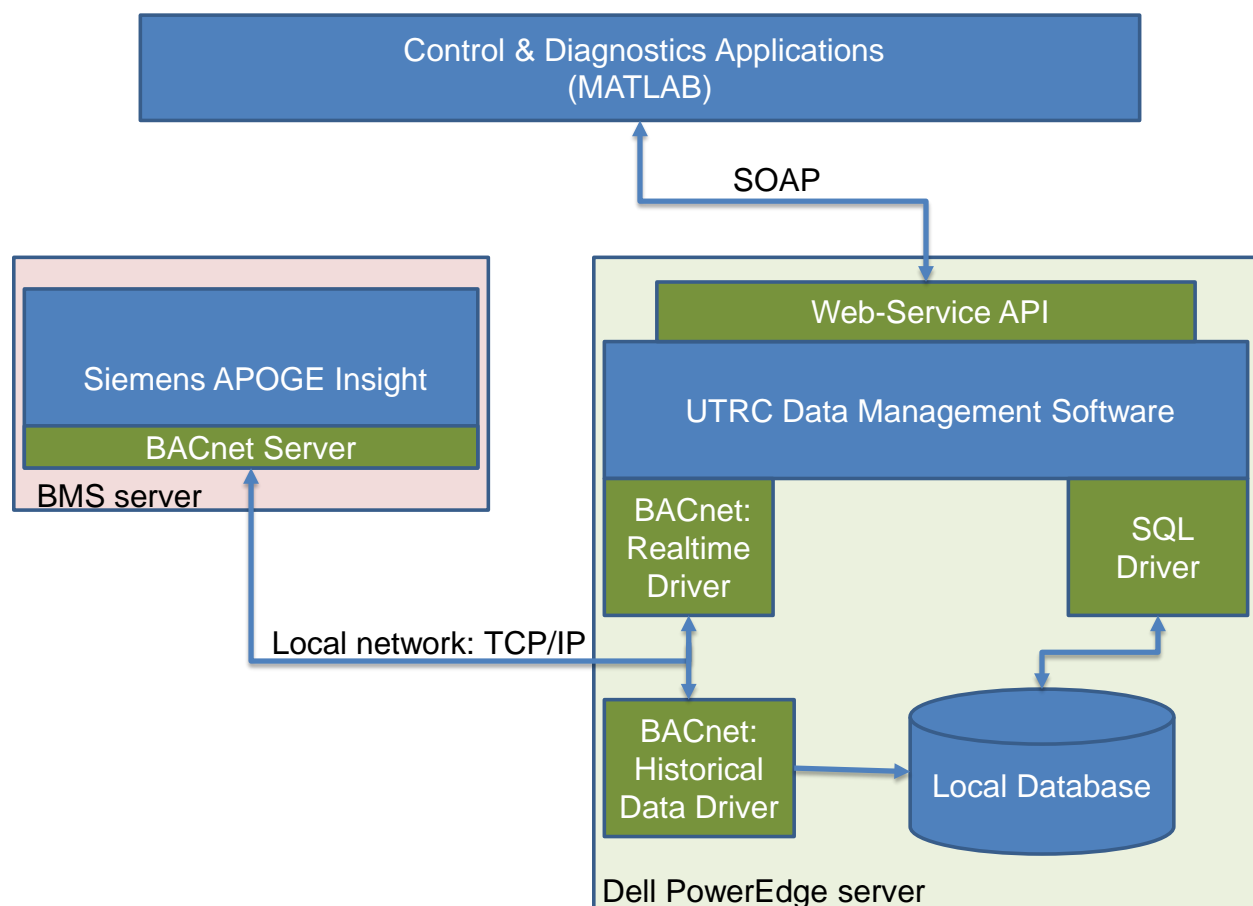 Control & Diagnostics Applications
(MATLAB)
SOAP
Web-Service API
Siemens APOGE Insight
UTRC Data Management Software
BACnet Server
BMS server
BACnet:
Realtime
Driver
SQL
Driver
Local network: TCP/IP
BACnet:
Historical
Data Driver
Local Database
Dell PowerEdge server